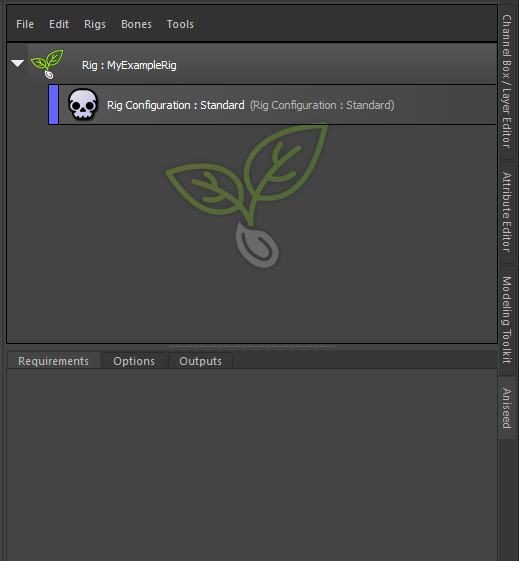 File Edit Rigs Bones Tools
Rig : MyExampleRig
Rig Configuration : Standard (Rig Configuration : Standard)
Requirements Options Outputs
Channel Box / Layer Editor
Attribute Editor
Modeling Toolkit
Aniseed